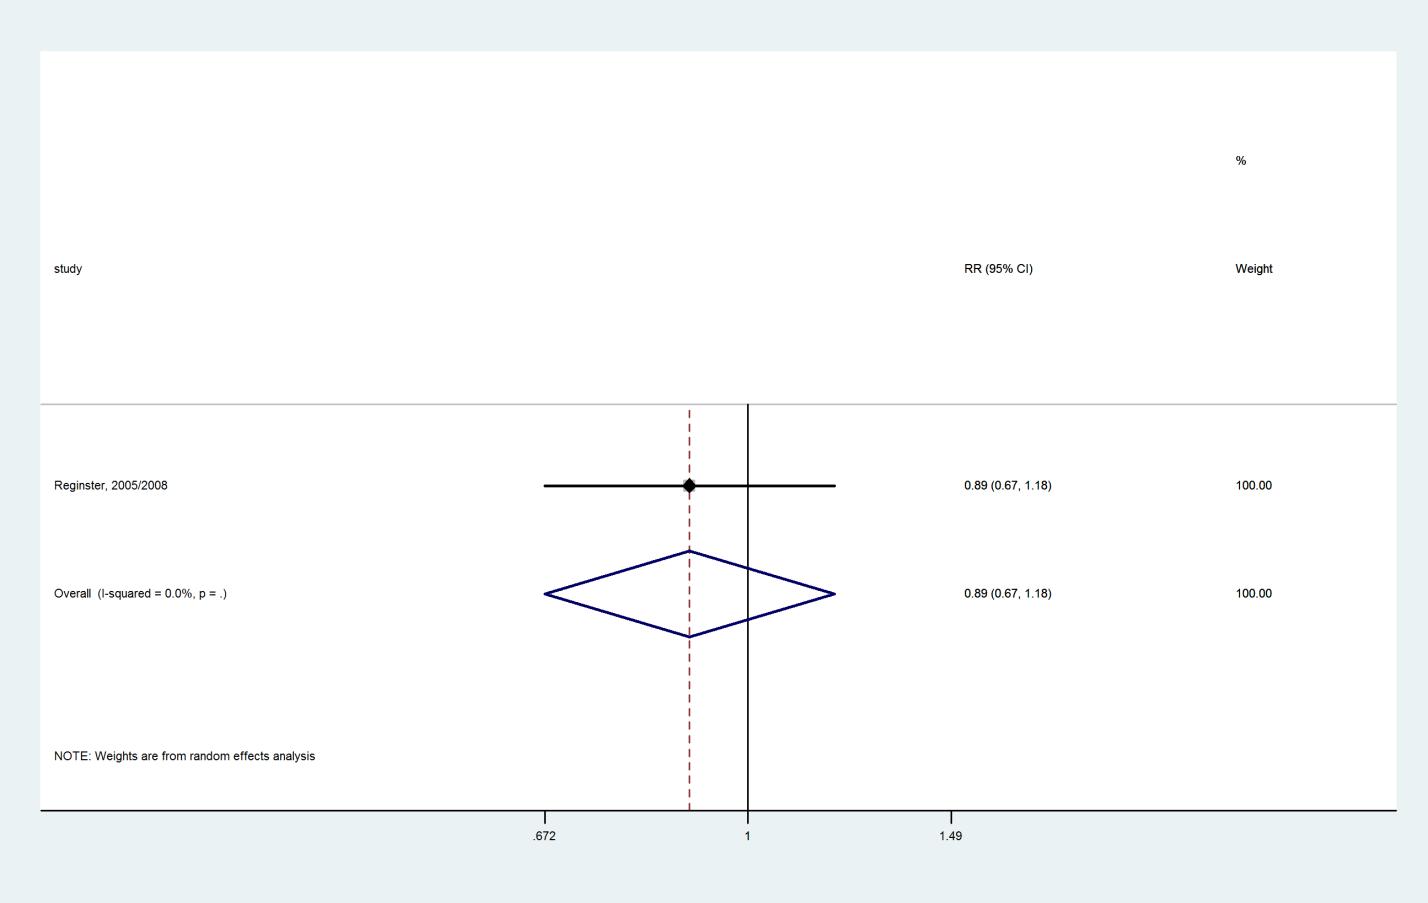 %
study RR (95% CI) Weight
Reginster, 2005/2008 0.89 (0.67, 1.18) 100.00
Overall (I-squared = 0.0%, p = .) 0.89 (0.67, 1.18) 100.00
NOTE: Weights are from random effects analysis
.672 1 1.49